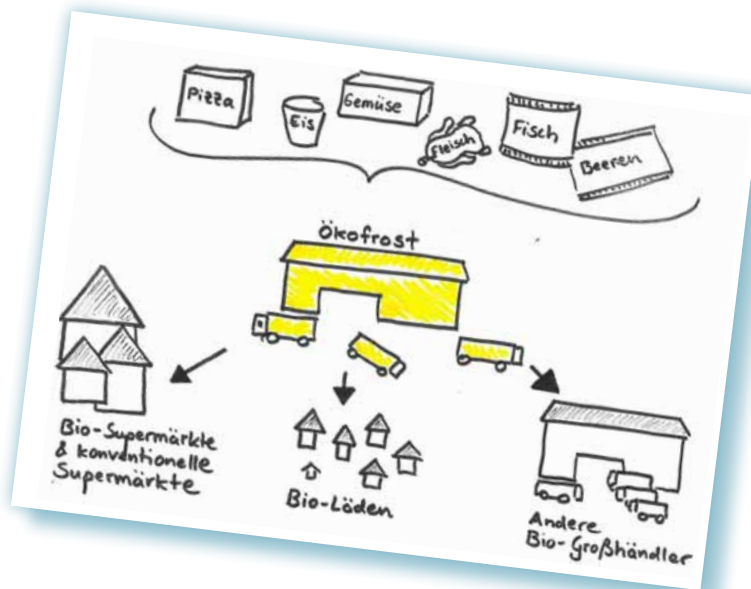 Pizza
Eis
Gemüse
Fleisch
Fisch
Beeren
Ökofrost
Bio-Supermärkte
& konventionelle
Supermärkte
Bio-Läden
Andere
Bio-Großhändler